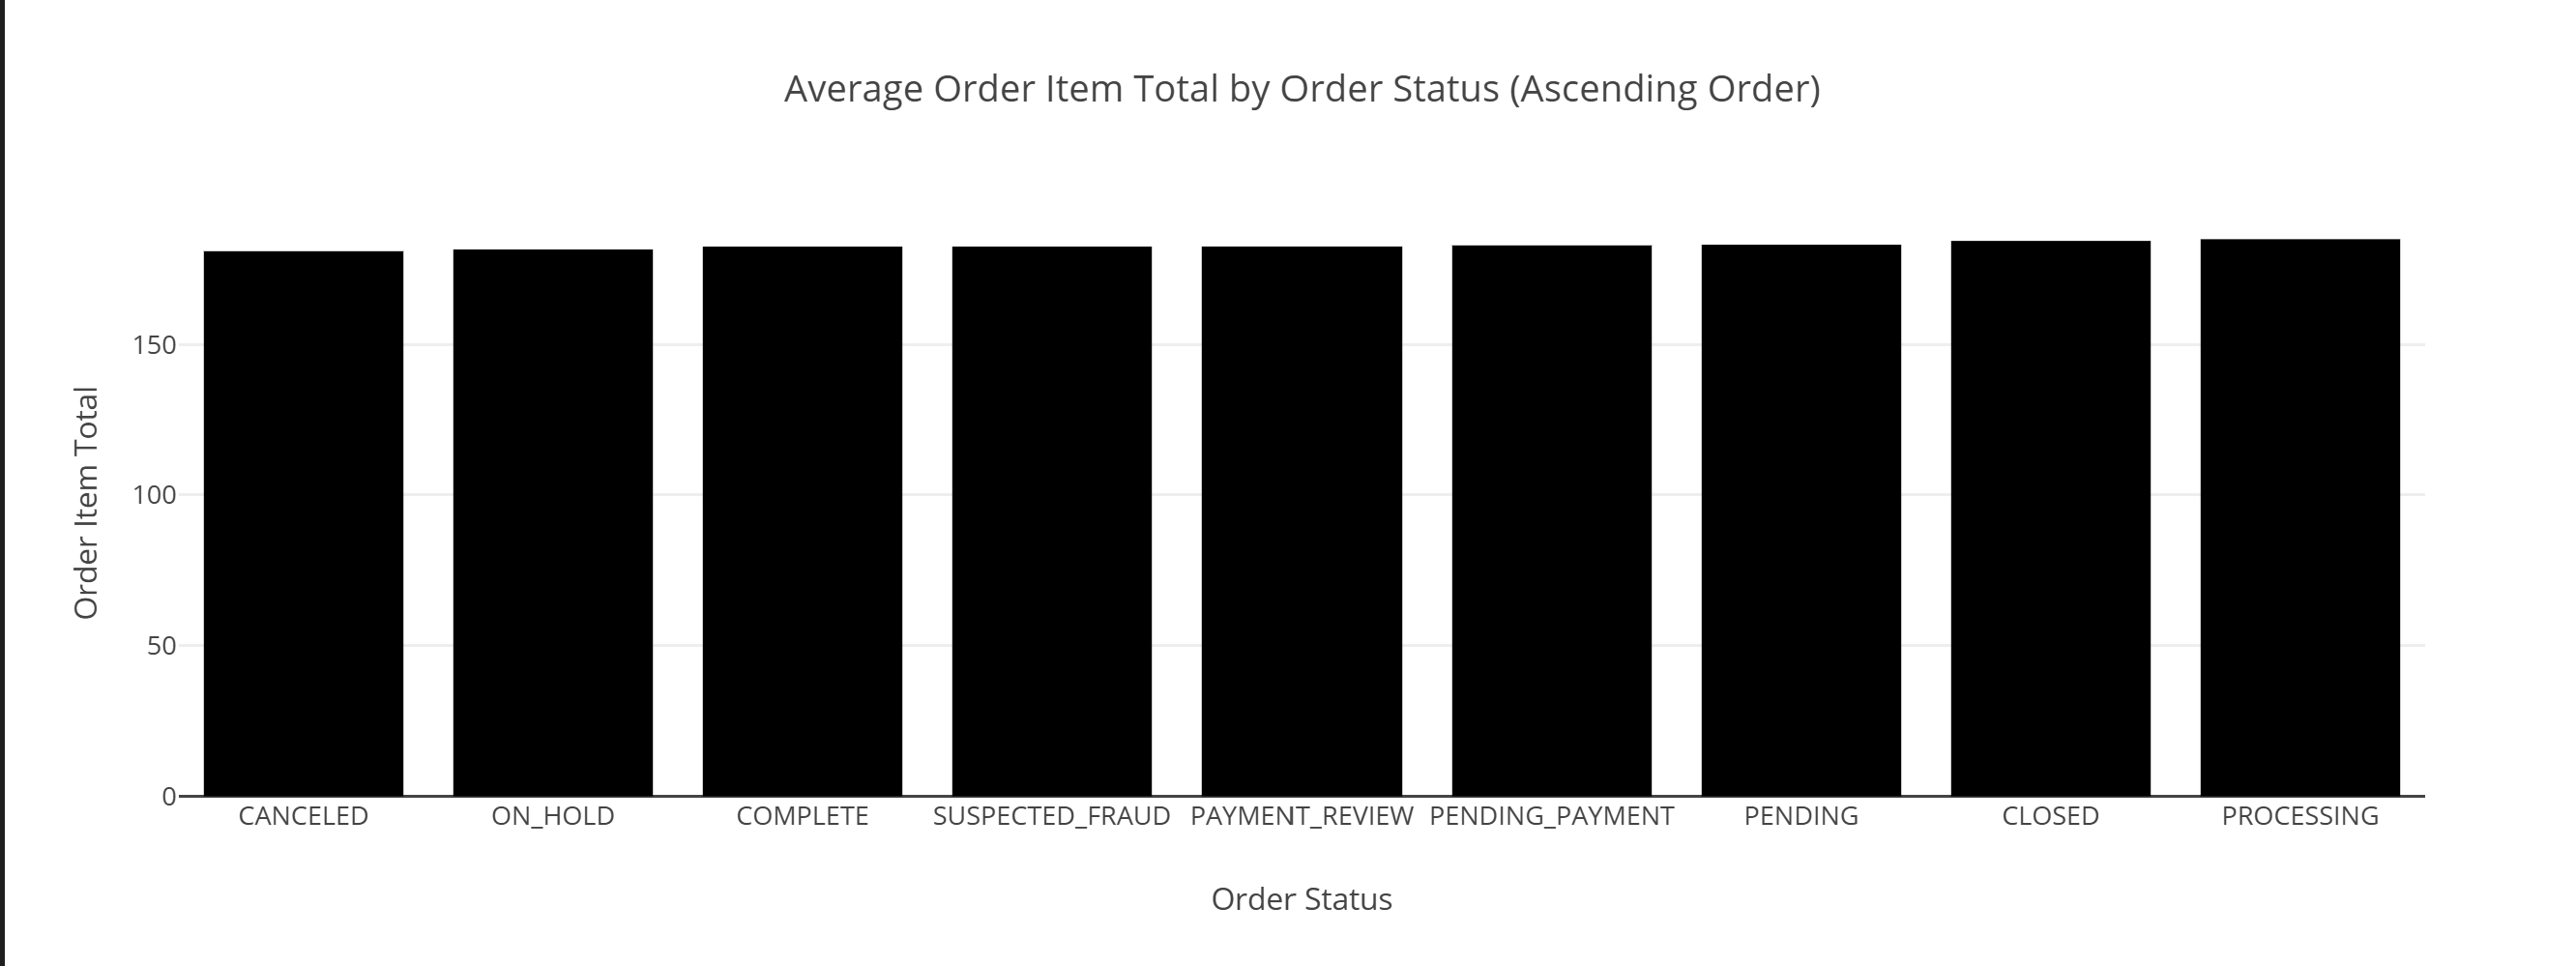 Average Order Item Total by Order Status (Ascending Order)
Order Item Total
150
100
50
0
CANCELED ON_HOLD COMPLETE SUSPECTED_FRAUD PAYMENT_REVIEW PENDING_PAYMENT PENDING CLOSED PROCESSING
Order Status